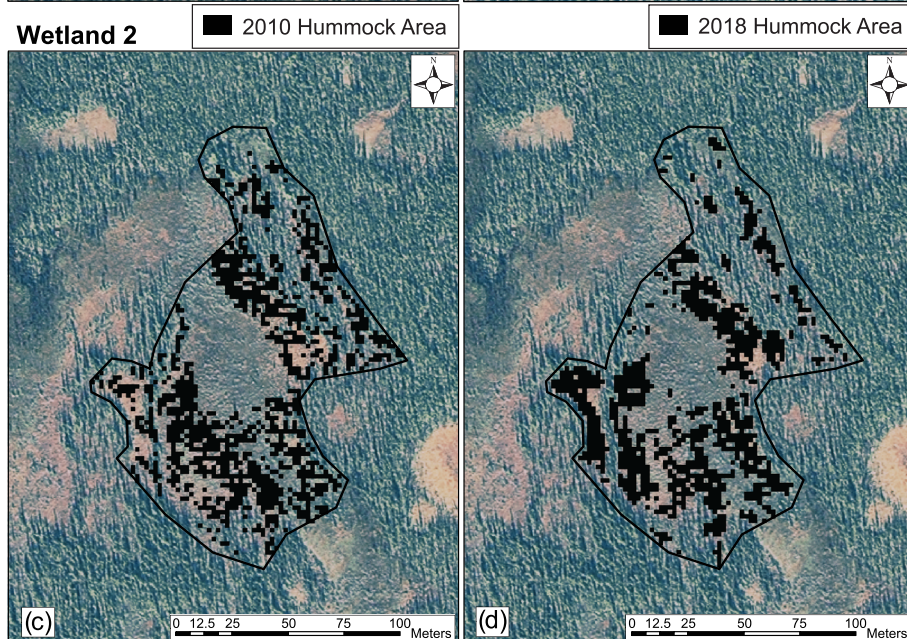 Wetland 2
2010 Hummock Area
2018 Hummock Area
N
N
(c)
0 12.5 25 50 75 100
Meters
(d)
0 12.5 25 50 75 100
Meters